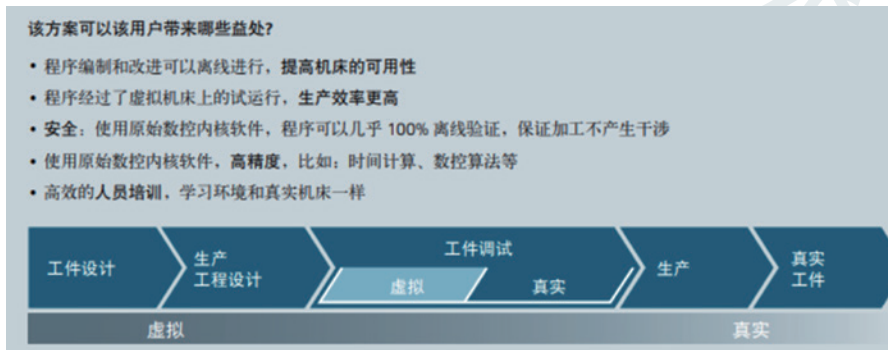 该方案可以该用户带来哪些益处?
• 程序编制和改进可以离线进行，提高机床的可用性
• 程序经过了虚拟机床上的试运行，生产效率更高
• 安全：使用原始数控内核软件，程序可以几乎 100% 离线验证，保证加工不产生干涉
• 使用原始数控内核软件，高精度，比如：时间计算、数控算法等
• 高效的人员培训，学习环境和真实机床一样
工件设计
生产
工程设计
工件调试
虚拟
真实
生产
真实
工件
虚拟
真实